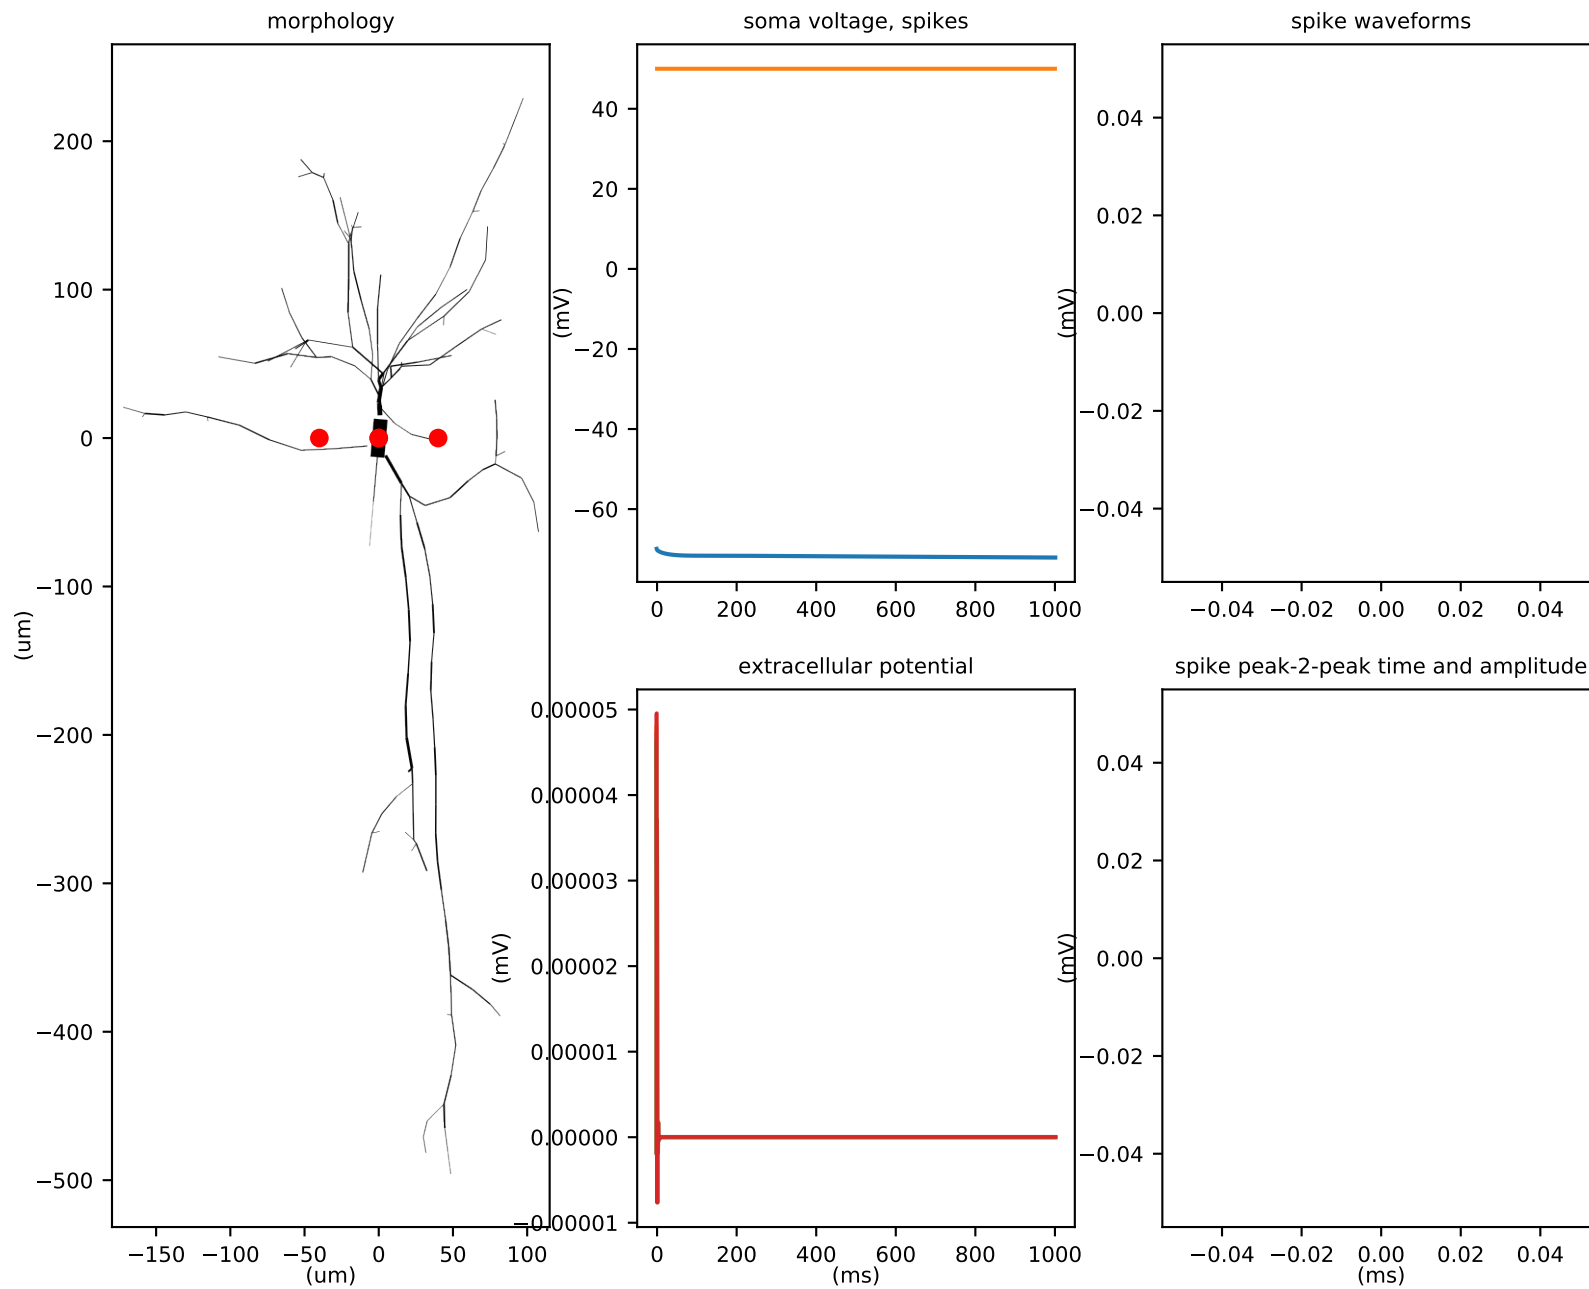 morphology
200
100
0
−100
−200
−300
−400
−500
(um)
−150 −100 −50 0 50 100
(um)
soma voltage, spikes
40
20
0
−20
−40
−60
(mV)
0 200 400 600 800 1000
spike waveforms
0.04
0.02
0.00
−0.02
−0.04
(mV)
−0.04 −0.02 0.00 0.02 0.04
extracellular potential
0.00005
0.00004
0.00003
0.00002
0.00001
0.00000
−0.00001
(mV)
0 200 400 600 800 1000
(ms)
spike peak-2-peak time and amplitude
0.04
0.02
0.00
−0.02
−0.04
(mV)
−0.04 −0.02 0.00 0.02 0.04
(ms)